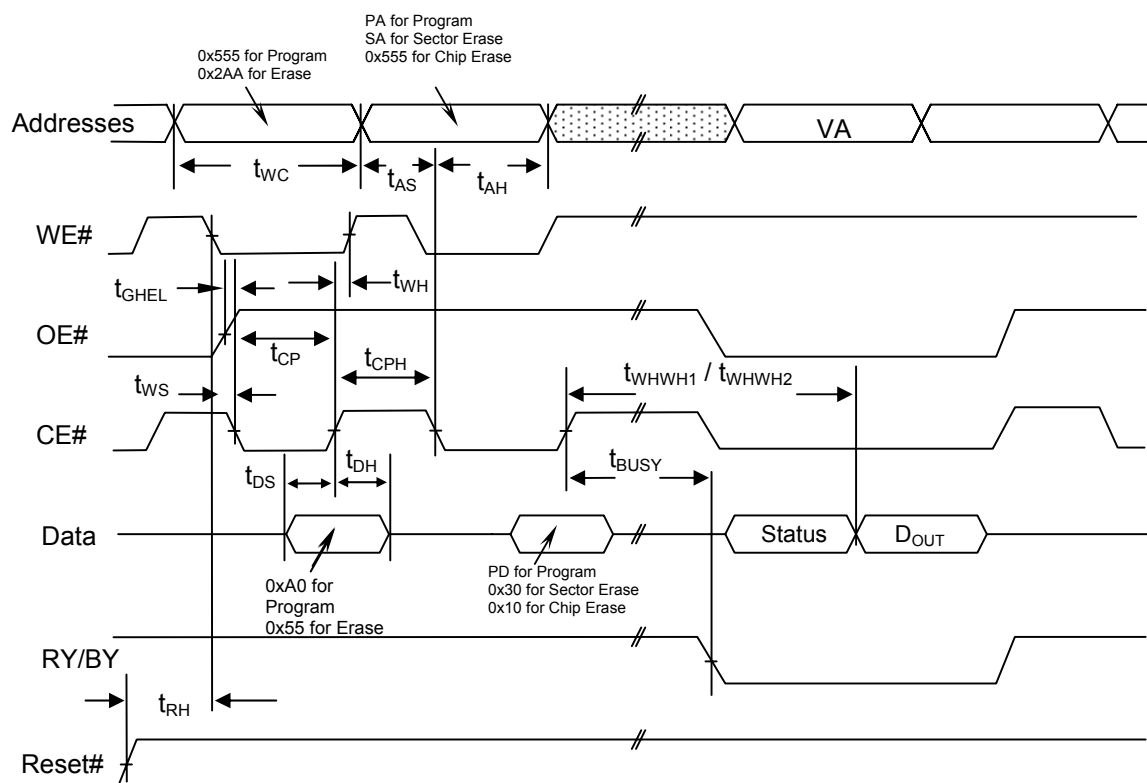 PA for Program
SA for Sector Erase
0x555 for Chip Erase
0x555 for Program
0x2AA for Erase
Addresses
VA
tWC
tAS
tAH
WE#
tGHEL
tWH
OE#
tCP
tCPH
tWS
tWHWH1 / tWHWH2
CE#
tDS
tDH
tBUSY
Data
Status
DOUT
0xA0 for
Program
0x55 for Erase
PD for Program
0x30 for Sector Erase
0x10 for Chip Erase
RY/BY
tRH
Reset#